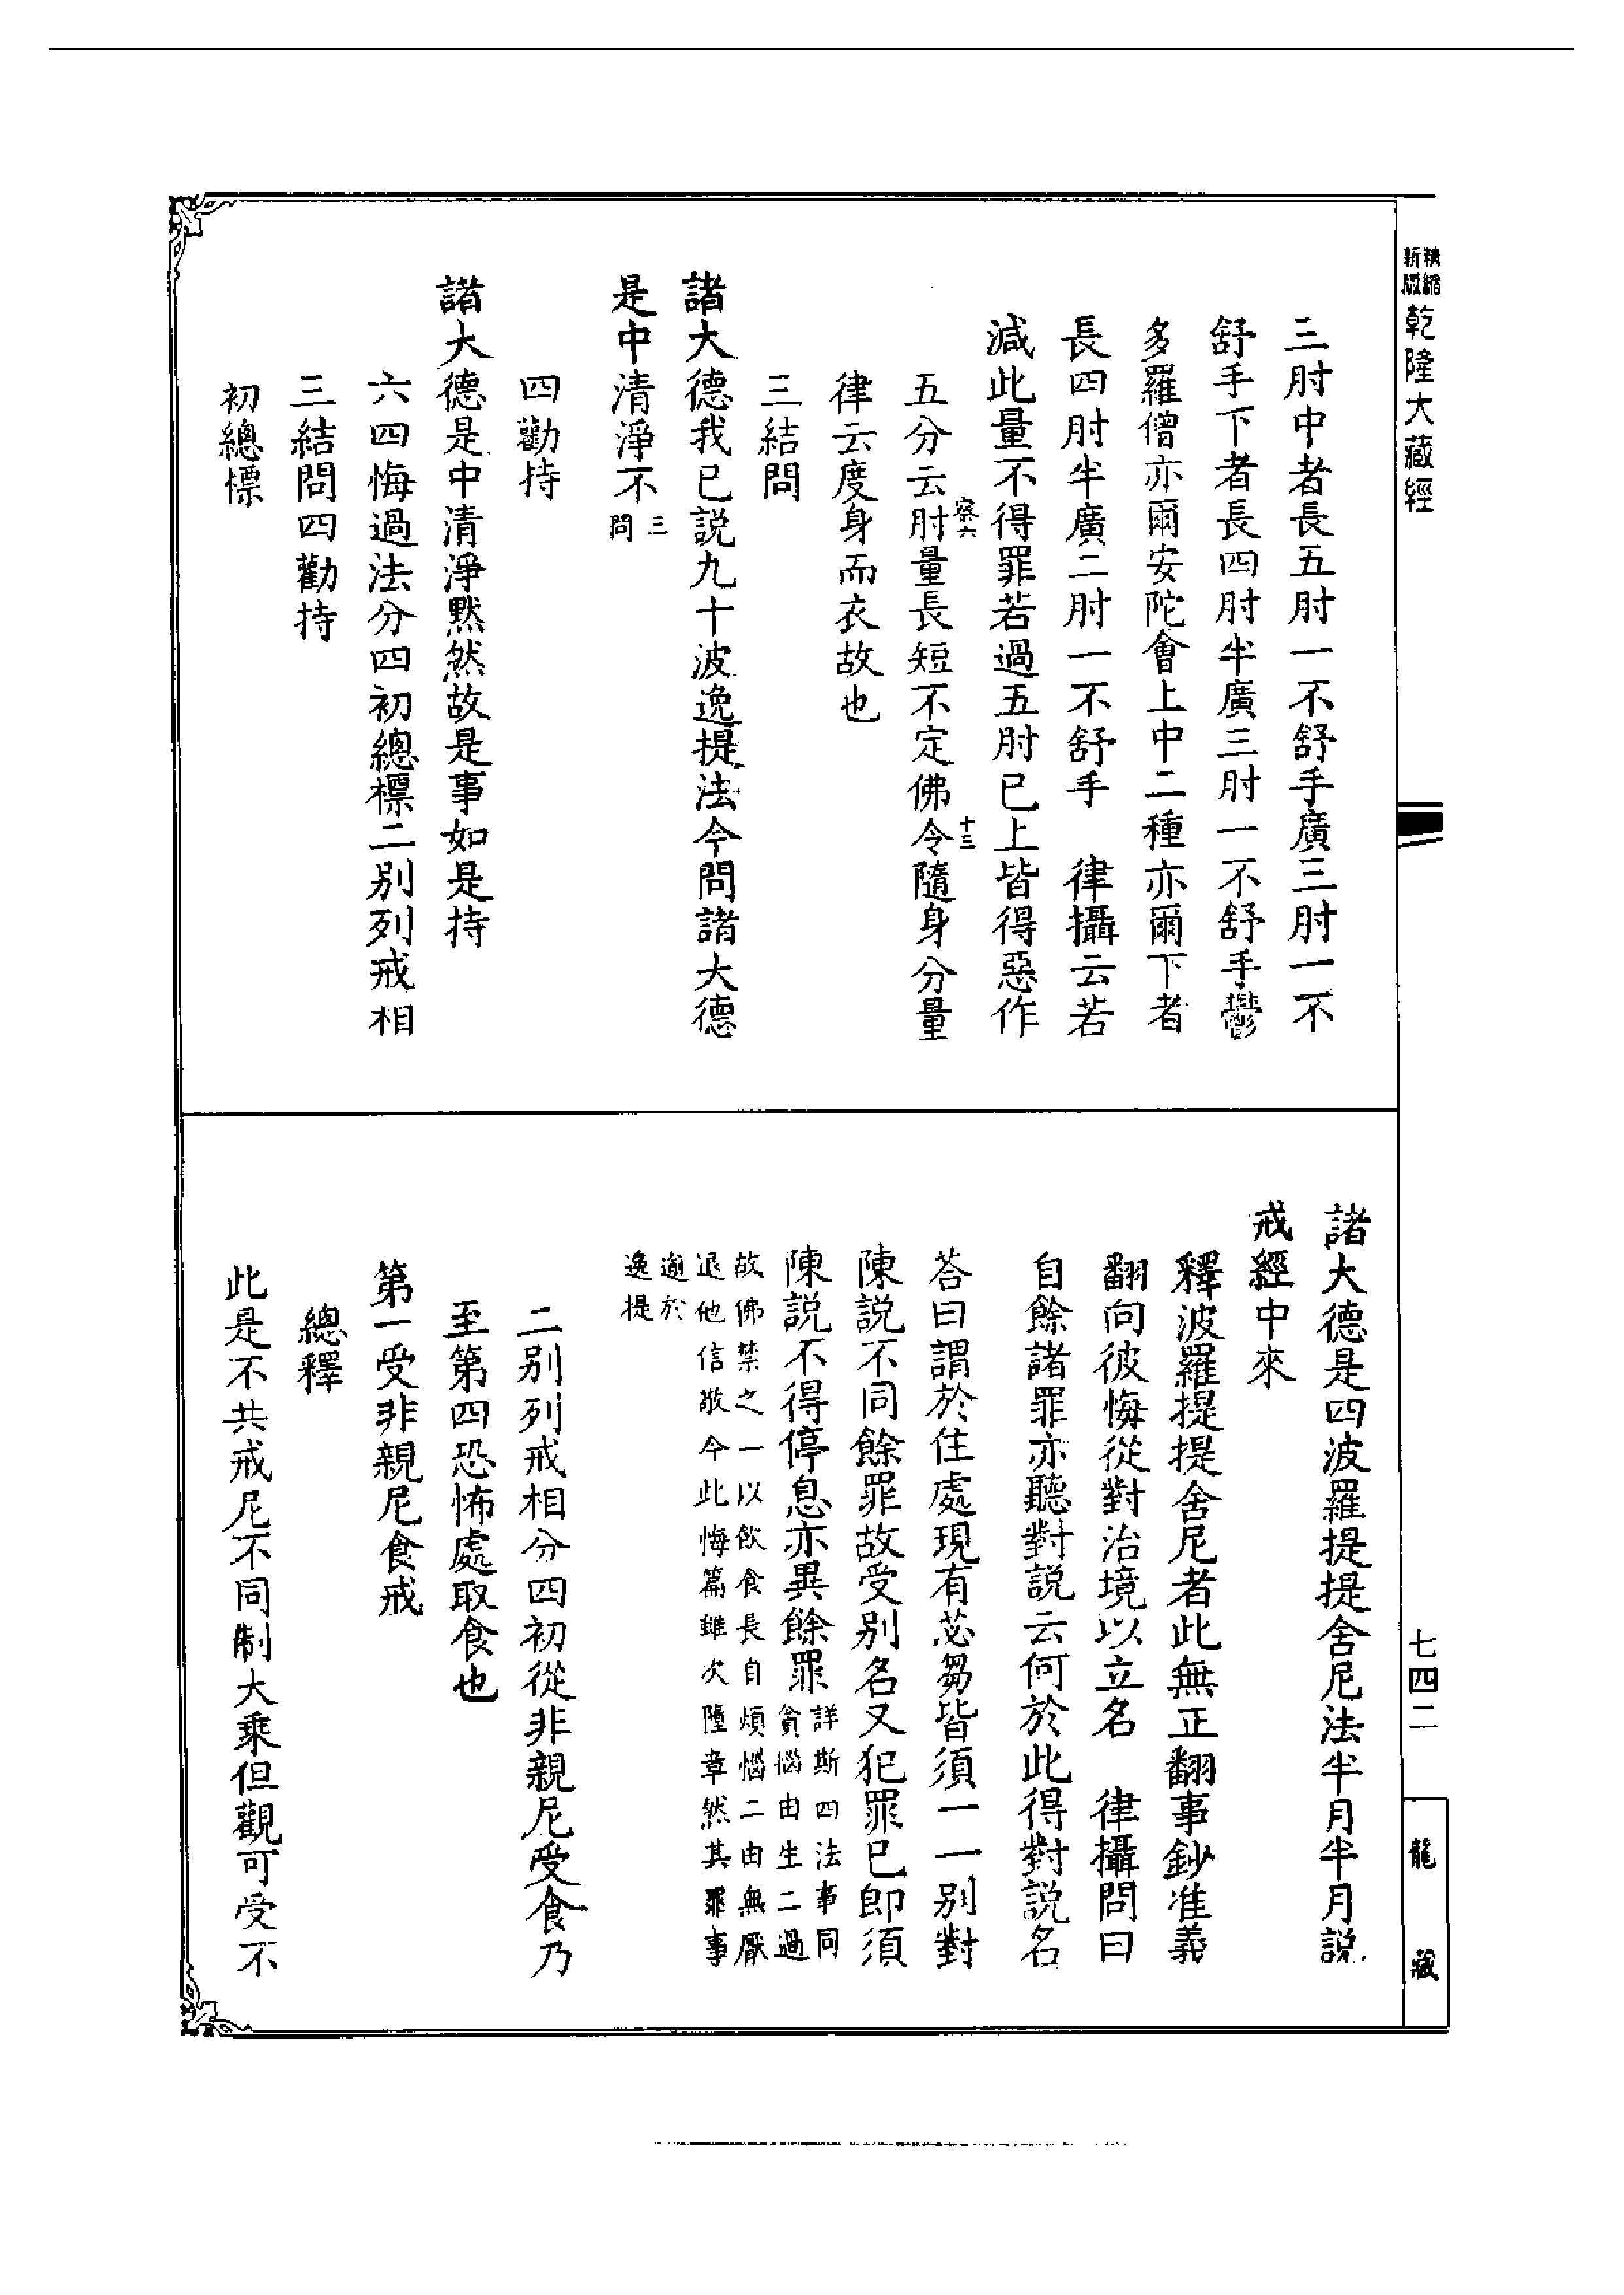 精縮
新版
乾隆大藏經
三肘中者長五肘一不舒手廣三肘一不
舒手下者長四肘半廣三肘一不舒手鬱
多羅僧亦爾安陀會上中二種亦爾下者
長四肘半廣二肘一不舒手　律攝云若
減此量不得罪若過五肘已上皆得惡作
五分云肘量長短不定佛令隨身分量
律云度身而衣故也
三結問
諸大德我已説九十波逸提法今問諸大德
是中清淨不三問
四勸持
諸大德是中清淨默然故是事如是持
六四悔過法分四初總標二别列戒相
三結問四勸持
初總標
十三
諸大德是四波羅提提舍尼法半月半月説
戒經中來
釋波羅提提舍尼者此無正翻事鈔准義
翻向彼悔從對治境以立名　律攝問曰
自餘諸罪亦聽對説云何於此得對説名
荅曰謂於住處現有苾芻皆須一一别對
陳説不同餘罪故受别名又犯罪已即須
陳説不得停息亦異餘罪詳斯四法事同
貪惱由生二過
故佛禁之一以飲食長自煩惱二由無厭
退他信敬今此悔篇雖次墮章然其罪事
逾於
逸提
二别列戒相分四初從非親尼受食乃
至第四恐怖處取食也
第一受非親尼食戒
總釋
此是不共戒尼不同制大乘但觀可受不
七四二
龍藏